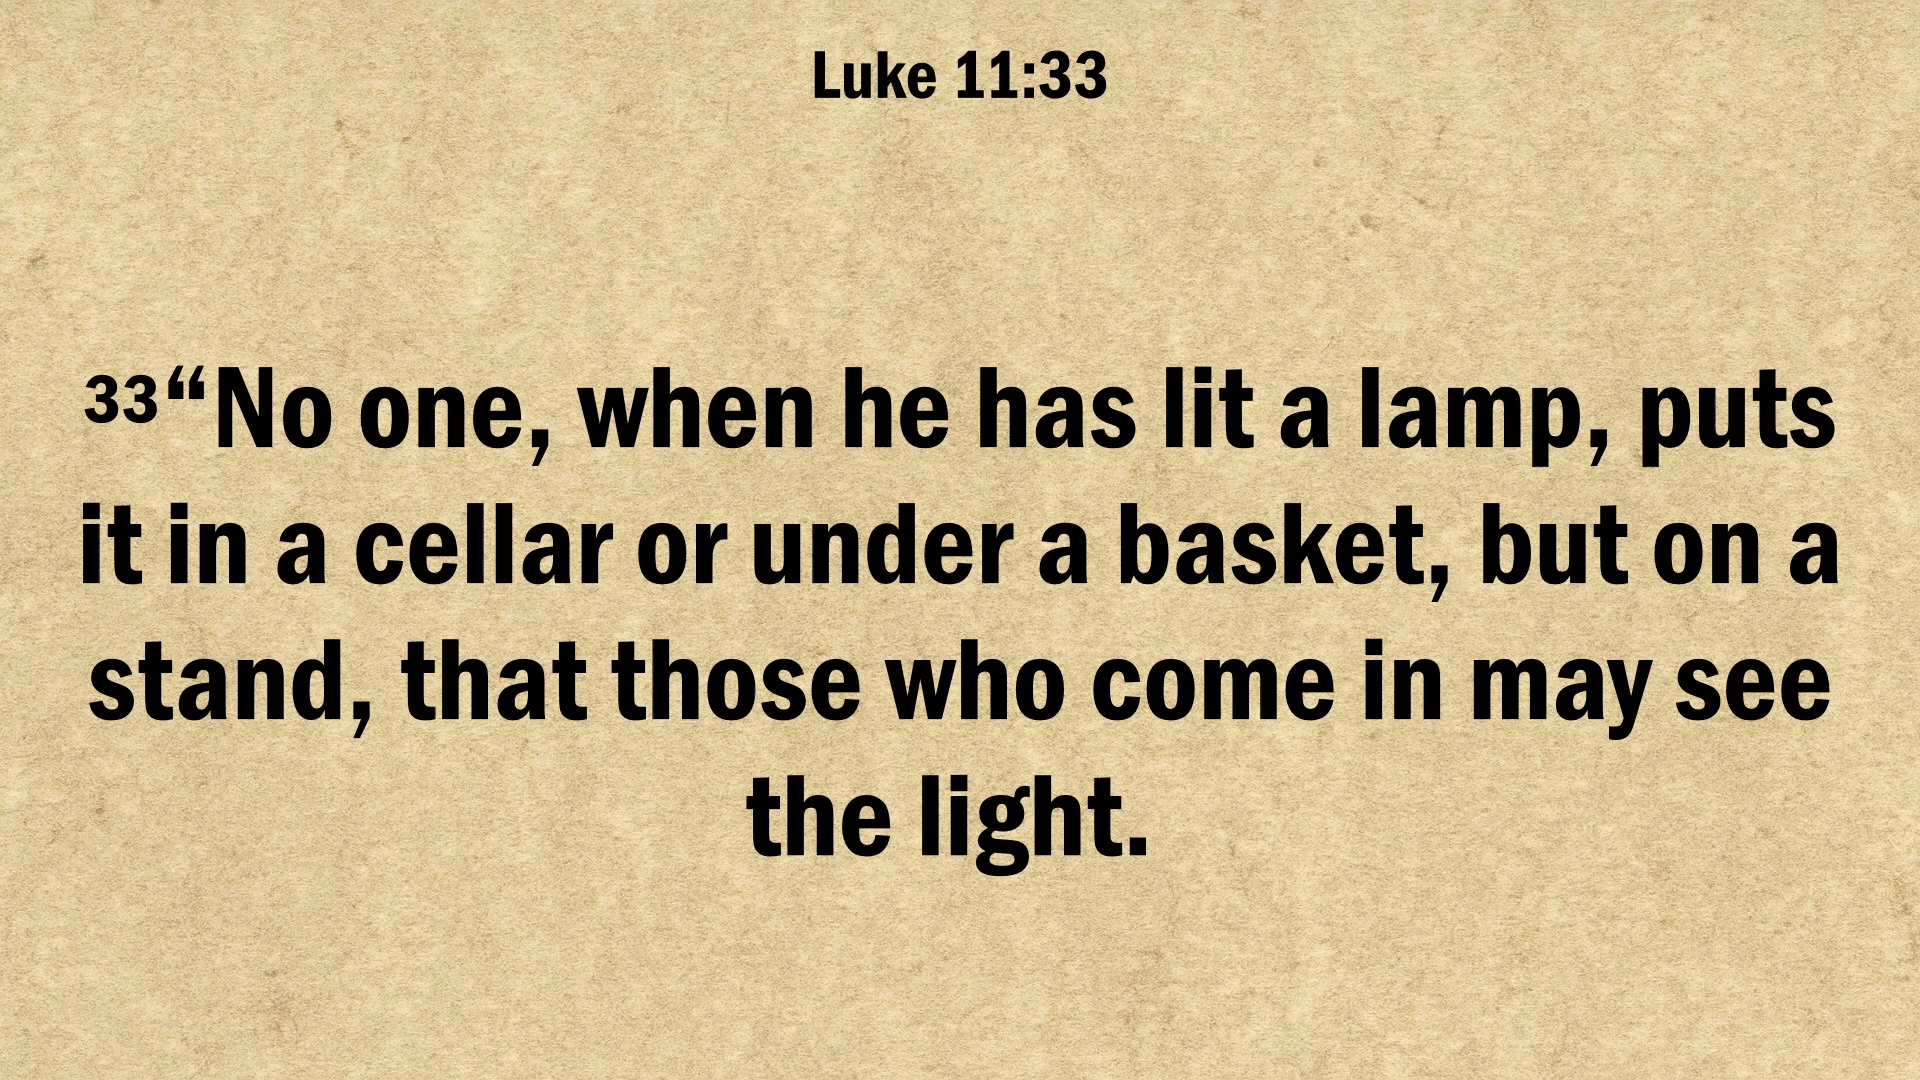 Luke 11:33
³³“No one, when he has lit a lamp, puts
it in a cellar or under a basket, but on a
stand, that those who come in may see
the light.